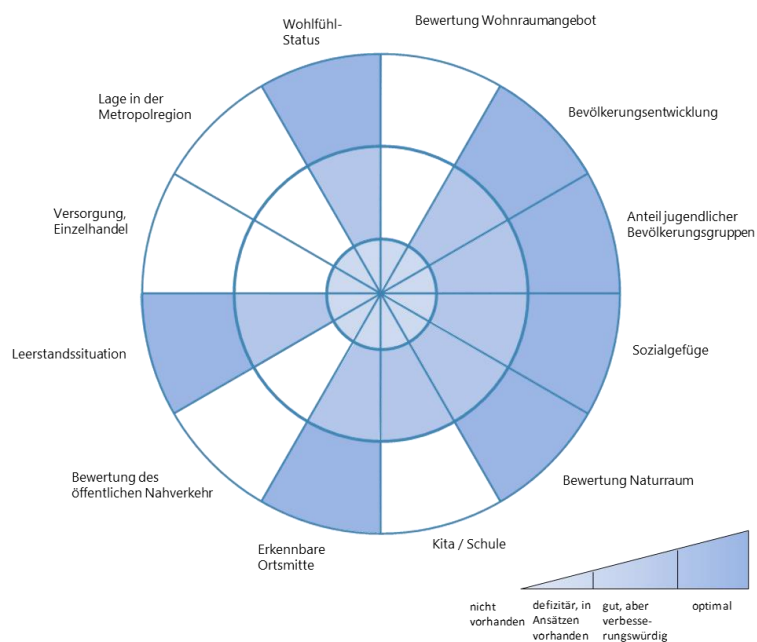 Wohlfühl-
Status
Bewertung Wohnraumangebot
Lage in der
Metropolregion
Bevölkerungsentwicklung
Versorgung,
Einzelhandel
Anteil jugendlicher
Bevölkerungsgruppen
Leerstandssituation
Sozialgefüge
Bewertung des
öffentlichen Nahverkehr
Bewertung Naturraum
Erkennbare
Ortsmitte
Kita / Schule
nicht
vorhanden
defizitär, in
Ansätzen
vorhanden
gut, aber
verbesse-
rungswürdig
optimal